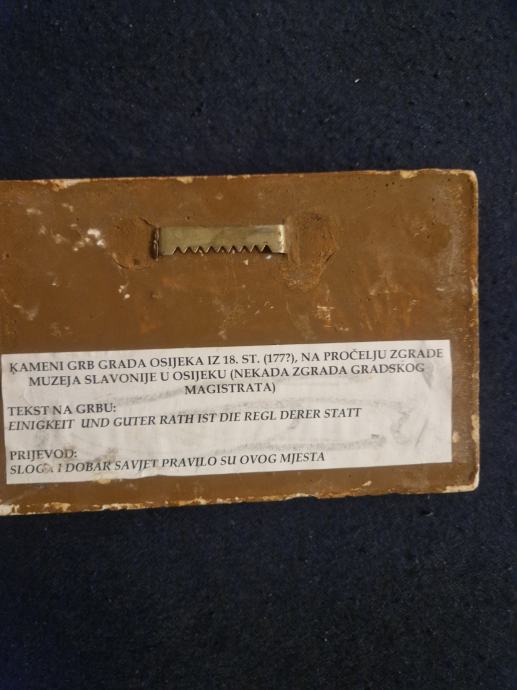 KAMENI GRB GRADA OSIJEKA IZ 18. ST. (177?), NA PROČELJU ZGRADE
MUZEJA SLAVONIJE U OSIJEKU (NEKADA ZGRADA GRADSKOG
MAGISTRATA)
TEKST NA GRBU:
EINIGKEIT UND GUTER RATH IST DIE REGL DERER STATT
PRIJEVOD:
SLOGA I DOBAR SAVJET PRAVILO SU OVOG MJESTA